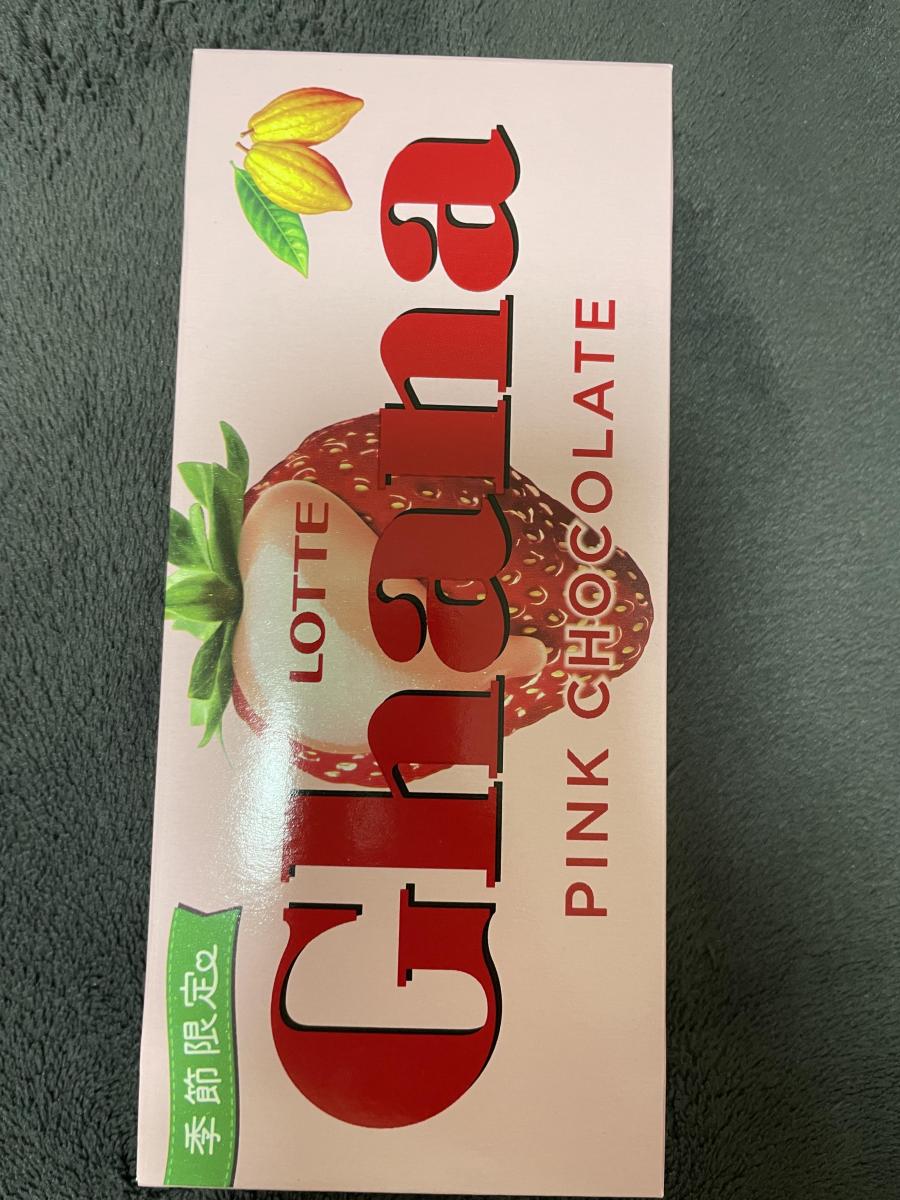 季節限定
LOTTE
Ghana
PINK CHOCOLATE